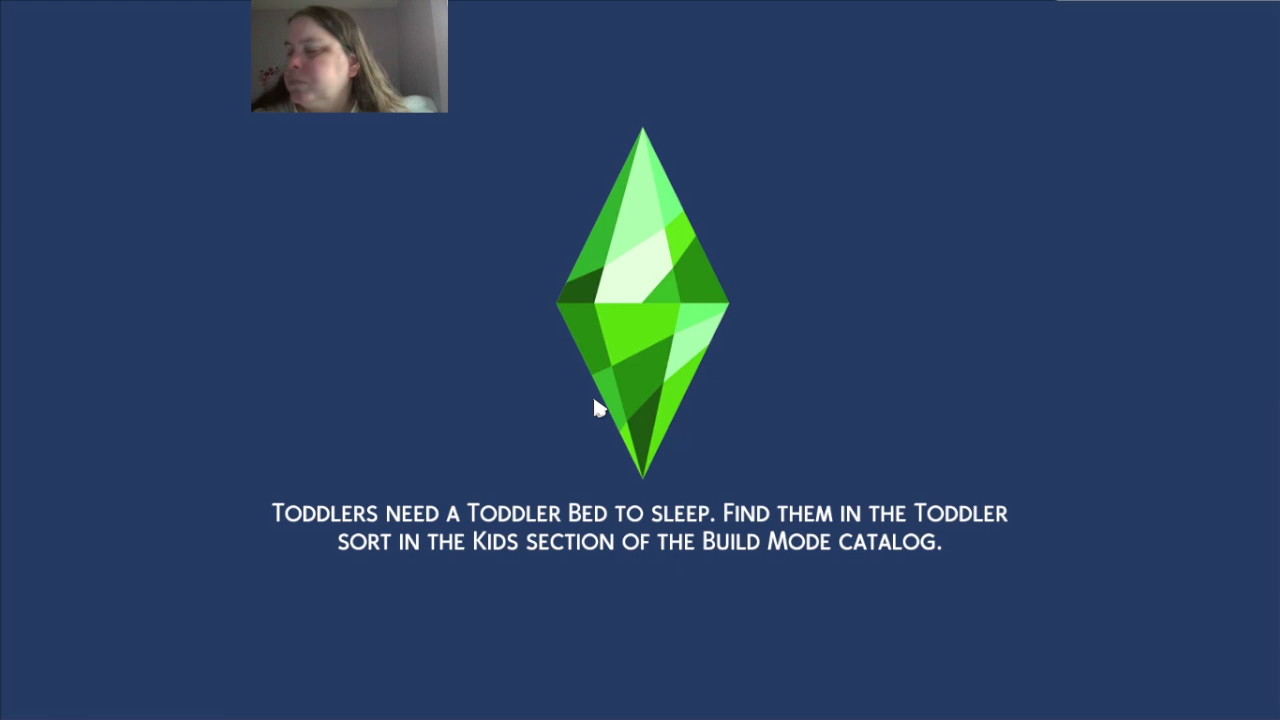 Toddlers need a Toddler Bed to sleep. Find them in the Toddler
sort in the Kids section of the Build Mode catalog.